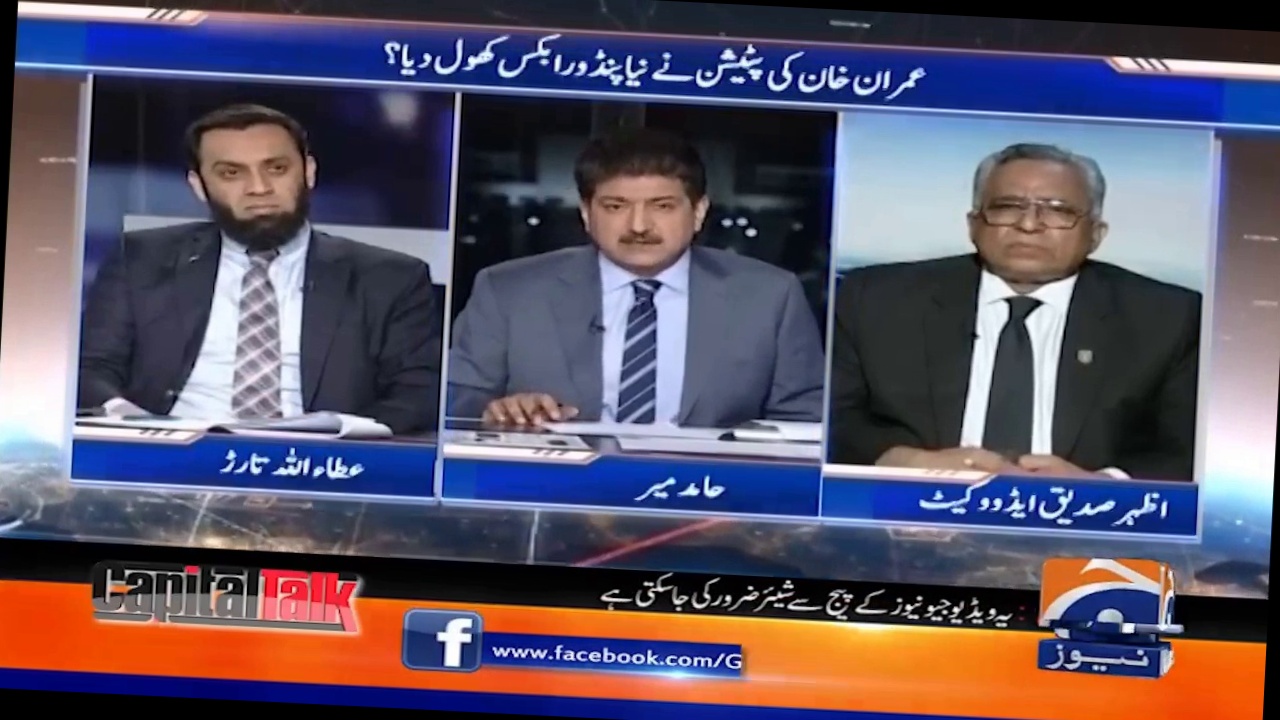 عمران خان کی پٹیشن نے نیا پنڈورا بکس کھول دیا؟
عطاء اللہ تارڑ
حامد میر
اظہر صدیق ایڈووکیٹ
Capital Talk
یہ ویڈیو جیو نیوز کے پیج سے شیئر ضرور کی جاسکتی ہے
www.facebook.com/G
جیو
نیوز